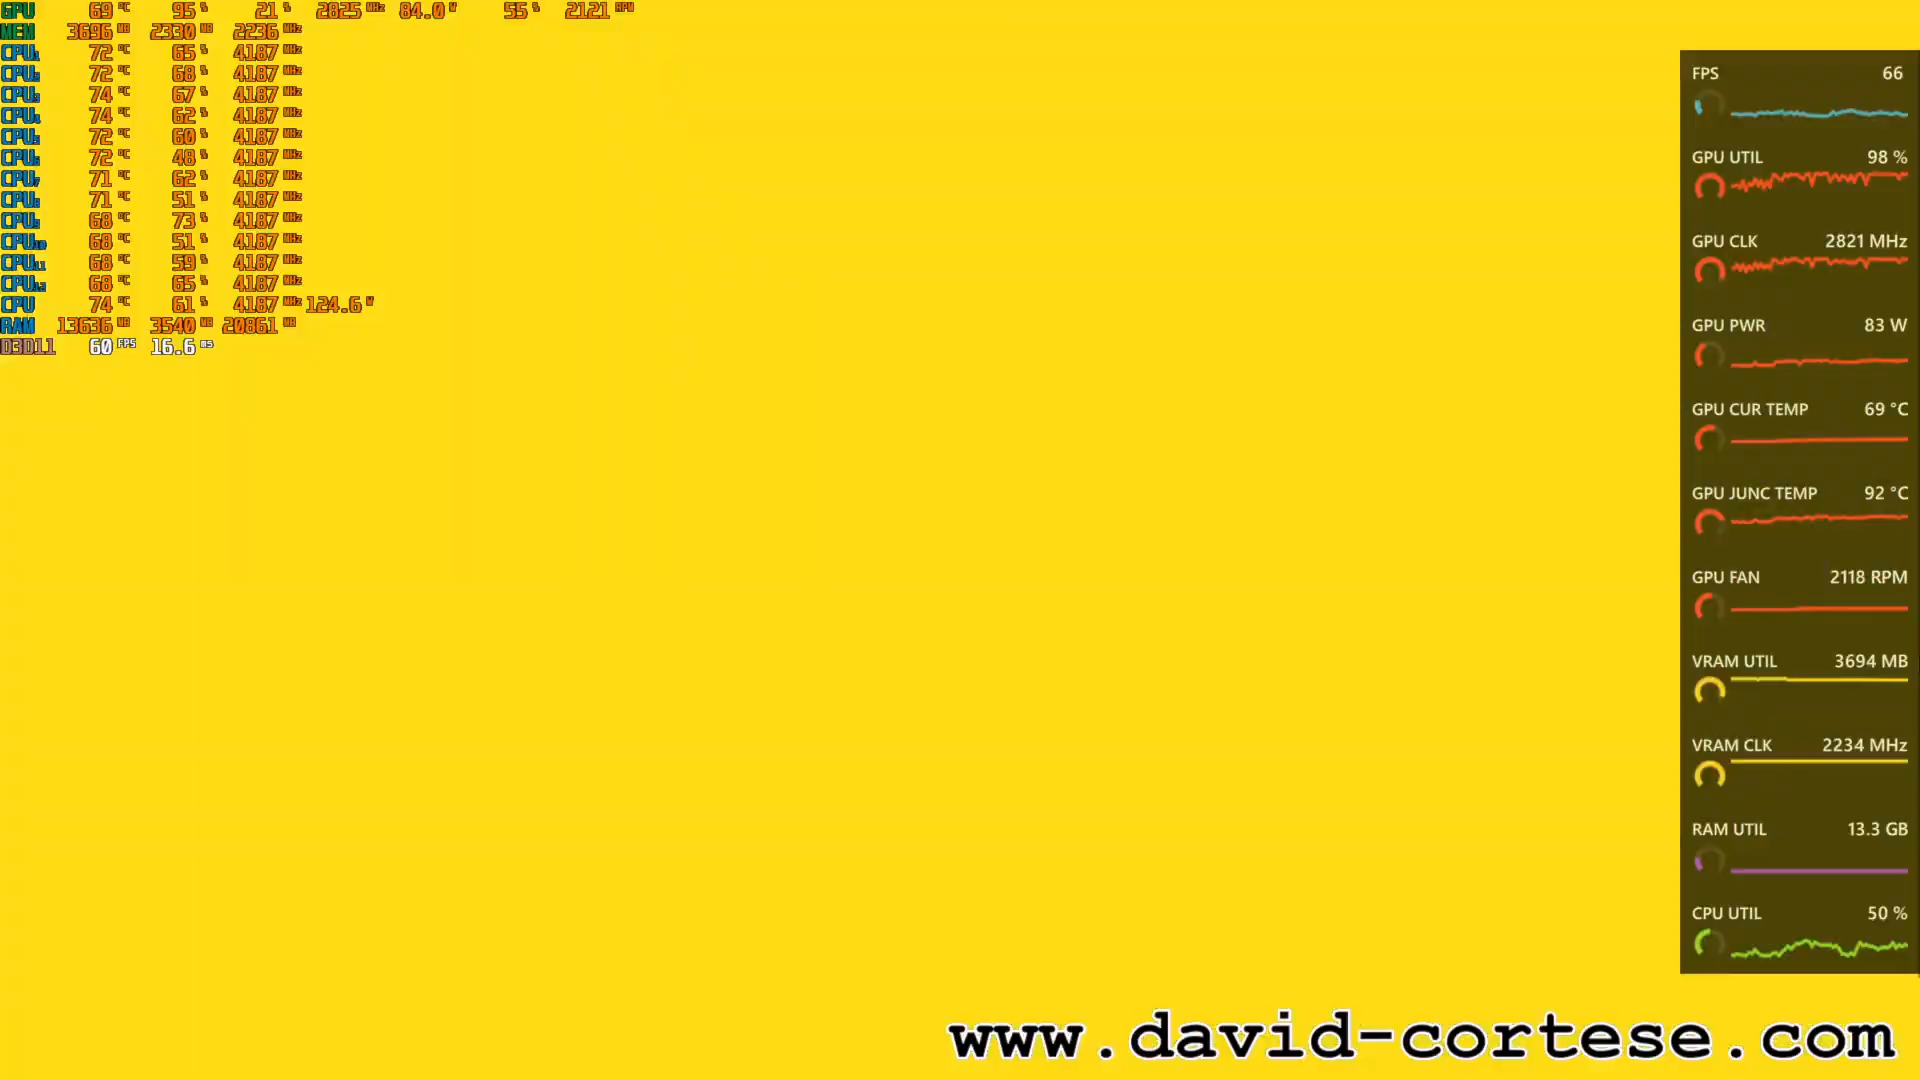 GPU 69 °C 95 % 21 % 2825 MHz 84.0 W 55 % 2121 RPM
MEM 3696 MB 2330 MB 2236 MHz
CPU1 72 °C 65 % 4187 MHz
CPU2 72 °C 68 % 4187 MHz
CPU3 74 °C 67 % 4187 MHz
CPU4 74 °C 62 % 4187 MHz
CPU5 72 °C 60 % 4187 MHz
CPU6 72 °C 48 % 4187 MHz
CPU7 71 °C 62 % 4187 MHz
CPU8 71 °C 51 % 4187 MHz
CPU9 68 °C 73 % 4187 MHz
CPU10 68 °C 51 % 4187 MHz
CPU11 68 °C 59 % 4187 MHz
CPU12 68 °C 65 % 4187 MHz
CPU 74 °C 61 % 4187 MHz 124.6 W
RAM 13636 MB 3540 MB 20861 MB
D3D11 60 FPS 16.6 ms
FPS 66
GPU UTIL 98 %
GPU CLK 2821 MHz
GPU PWR 83 W
GPU CUR TEMP 69 °C
GPU JUNC TEMP 92 °C
GPU FAN 2118 RPM
VRAM UTIL 3694 MB
VRAM CLK 2234 MHz
RAM UTIL 13.3 GB
CPU UTIL 50 %
www.david-cortese.com